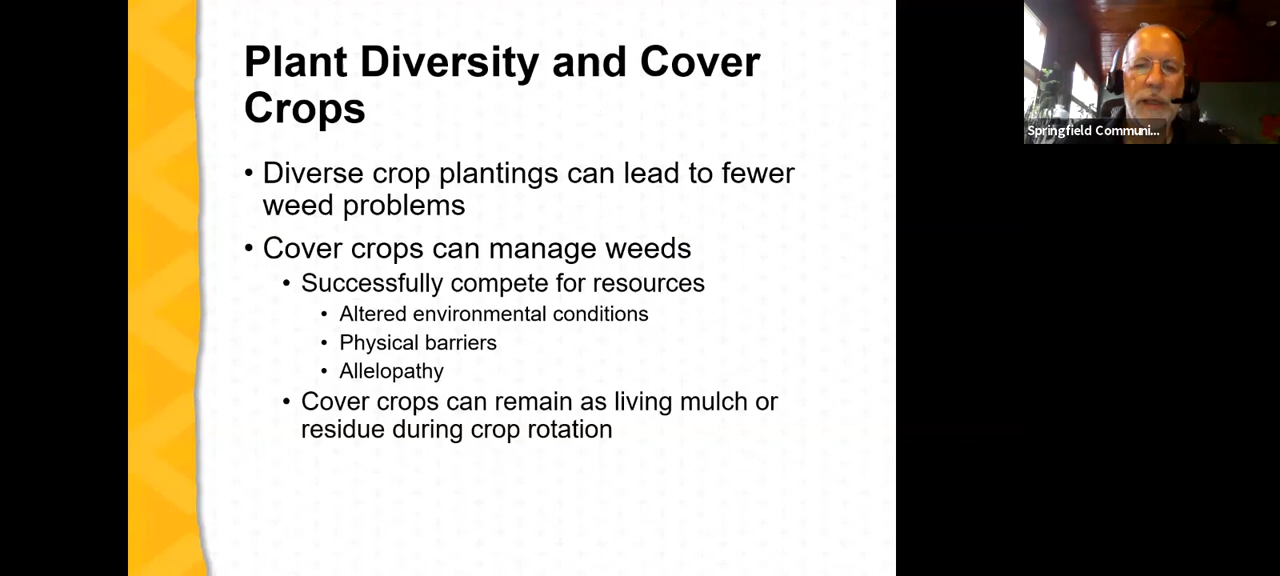 Plant Diversity and Cover
Crops
• Diverse crop plantings can lead to fewer
weed problems
• Cover crops can manage weeds
• Successfully compete for resources
• Altered environmental conditions
• Physical barriers
• Allelopathy
• Cover crops can remain as living mulch or
residue during crop rotation
Springfield Communi...